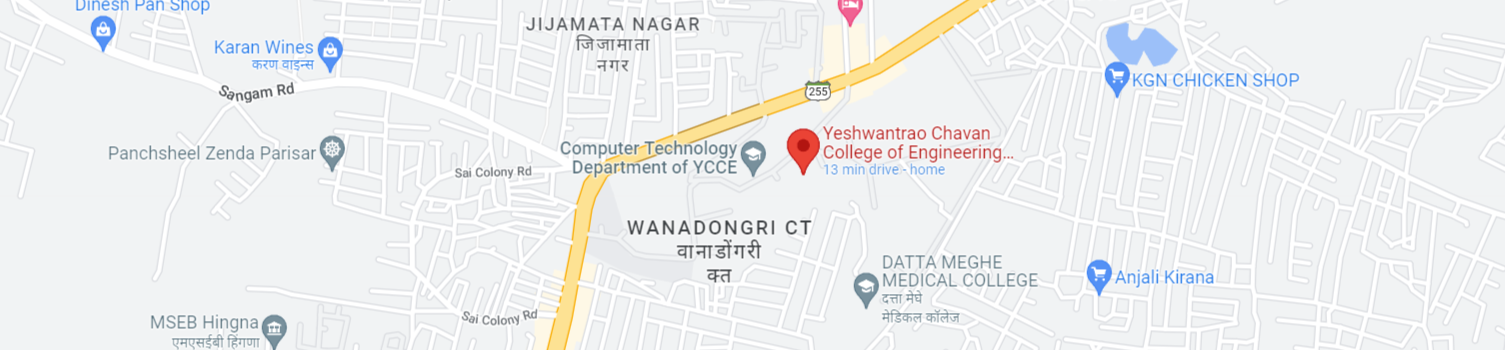 Dinesh Pan Shop
JIJAMATA NAGAR
जिजामाता
नगर
Karan Wines
करण वाइन्स
Sangam Rd
255
KGN CHICKEN SHOP
Yeshwantrao Chavan
College of Engineering...
13 min drive - home
Computer Technology
Department of YCCE
Panchsheel Zenda Parisar
Sai Colony Rd
WANADONGRI CT
वानाडोंगरी
क्त
DATTA MEGHE
MEDICAL COLLEGE
दत्ता मेघे
मेडिकल कॉलेज
Anjali Kirana
Sai Colony Rd
MSEB Hingna
एमएसईबी हिंगणा